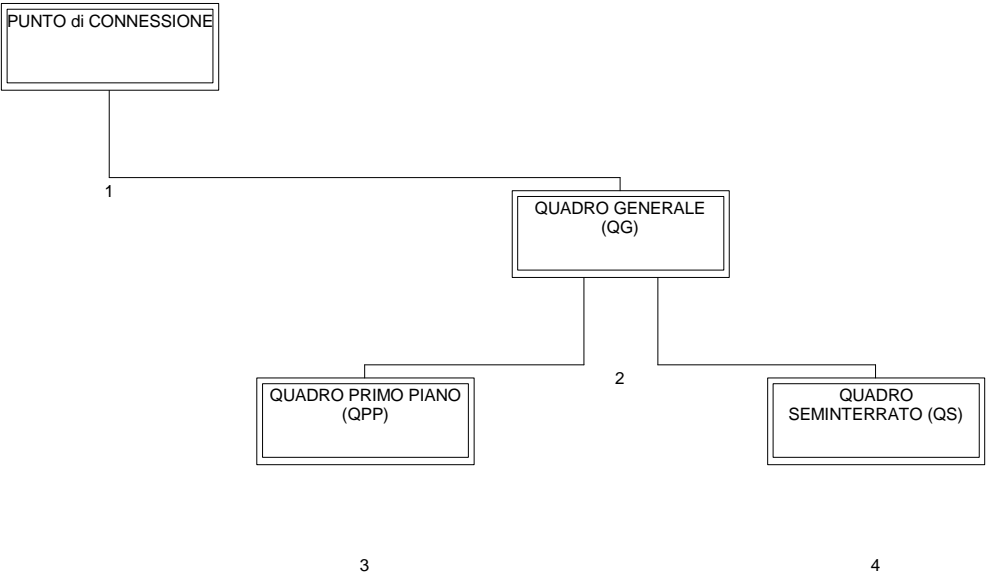 PUNTO di CONNESSIONE
1
QUADRO GENERALE
(QG)
2
QUADRO PRIMO PIANO
(QPP)
QUADRO
SEMINTERRATO (QS)
3
4